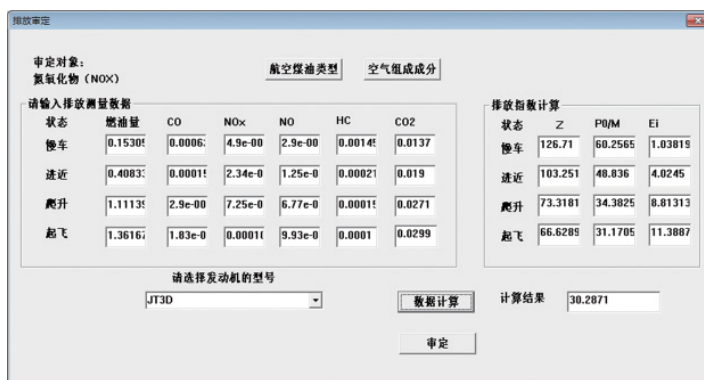 排放审定
审定对象：
氮氧化物（NOX）
航空煤油类型 空气组成成分
请输入排放测量数据
状态 燃油量 CO NOx NO HC CO2
慢车 0.15305 0.0006: 4.9e-00 2.9e-00 0.00145 0.0137
进近 0.40833 0.00015 2.34e-0 1.25e-0 0.00021 0.019
爬升 1.11139 2.9e-00 7.25e-0 6.77e-0 0.00015 0.0271
起飞 1.36167 1.83e-0 0.00010 9.93e-0 0.0001 0.0299
排放指数计算
状态 Z P0/M Ei
慢车 126.71 60.2565 1.03819
进近 103.251 48.836 4.0245
爬升 73.3181 34.3825 8.81313
起飞 66.6289 31.1705 11.3887
请选择发动机的型号
JT3D
数据计算
计算结果 30.2871
审定